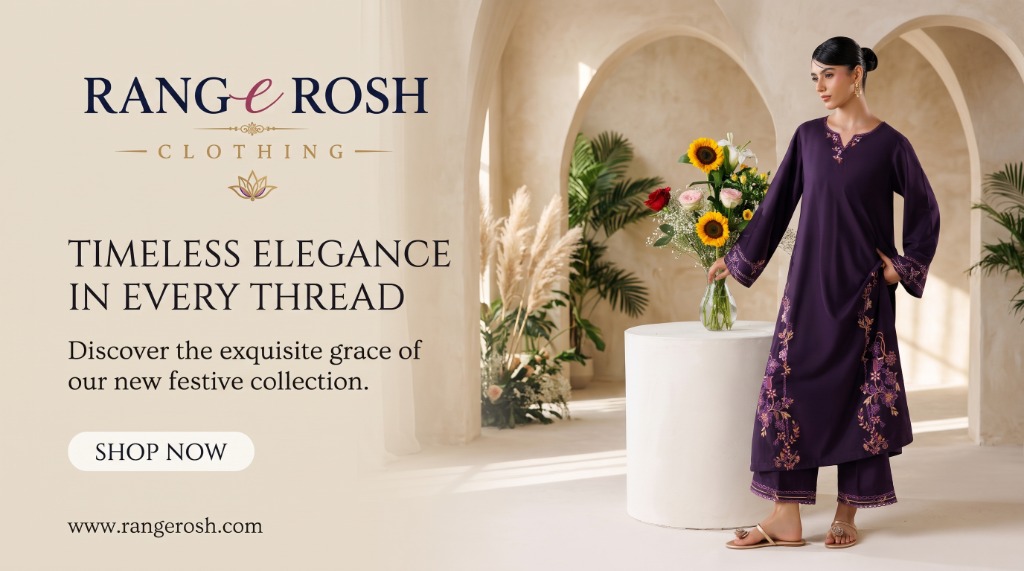 RANG e ROSH
CLOTHING
TIMELESS ELEGANCE
IN EVERY THREAD
Discover the exquisite grace of
our new festive collection.
SHOP NOW
www.rangerosh.com